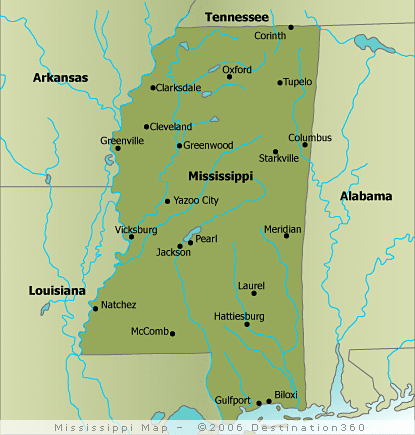 Tennessee
Corinth
Arkansas
Oxford
Clarksdale
Tupelo
Cleveland
Greenville
Greenwood
Columbus
Starkville
Mississippi
Alabama
Yazoo City
Vicksburg
Meridian
Pearl
Jackson
Louisiana
Laurel
Natchez
Hattiesburg
McComb
Gulfport
Biloxi
Mississippi Map - ©2006 Destination360